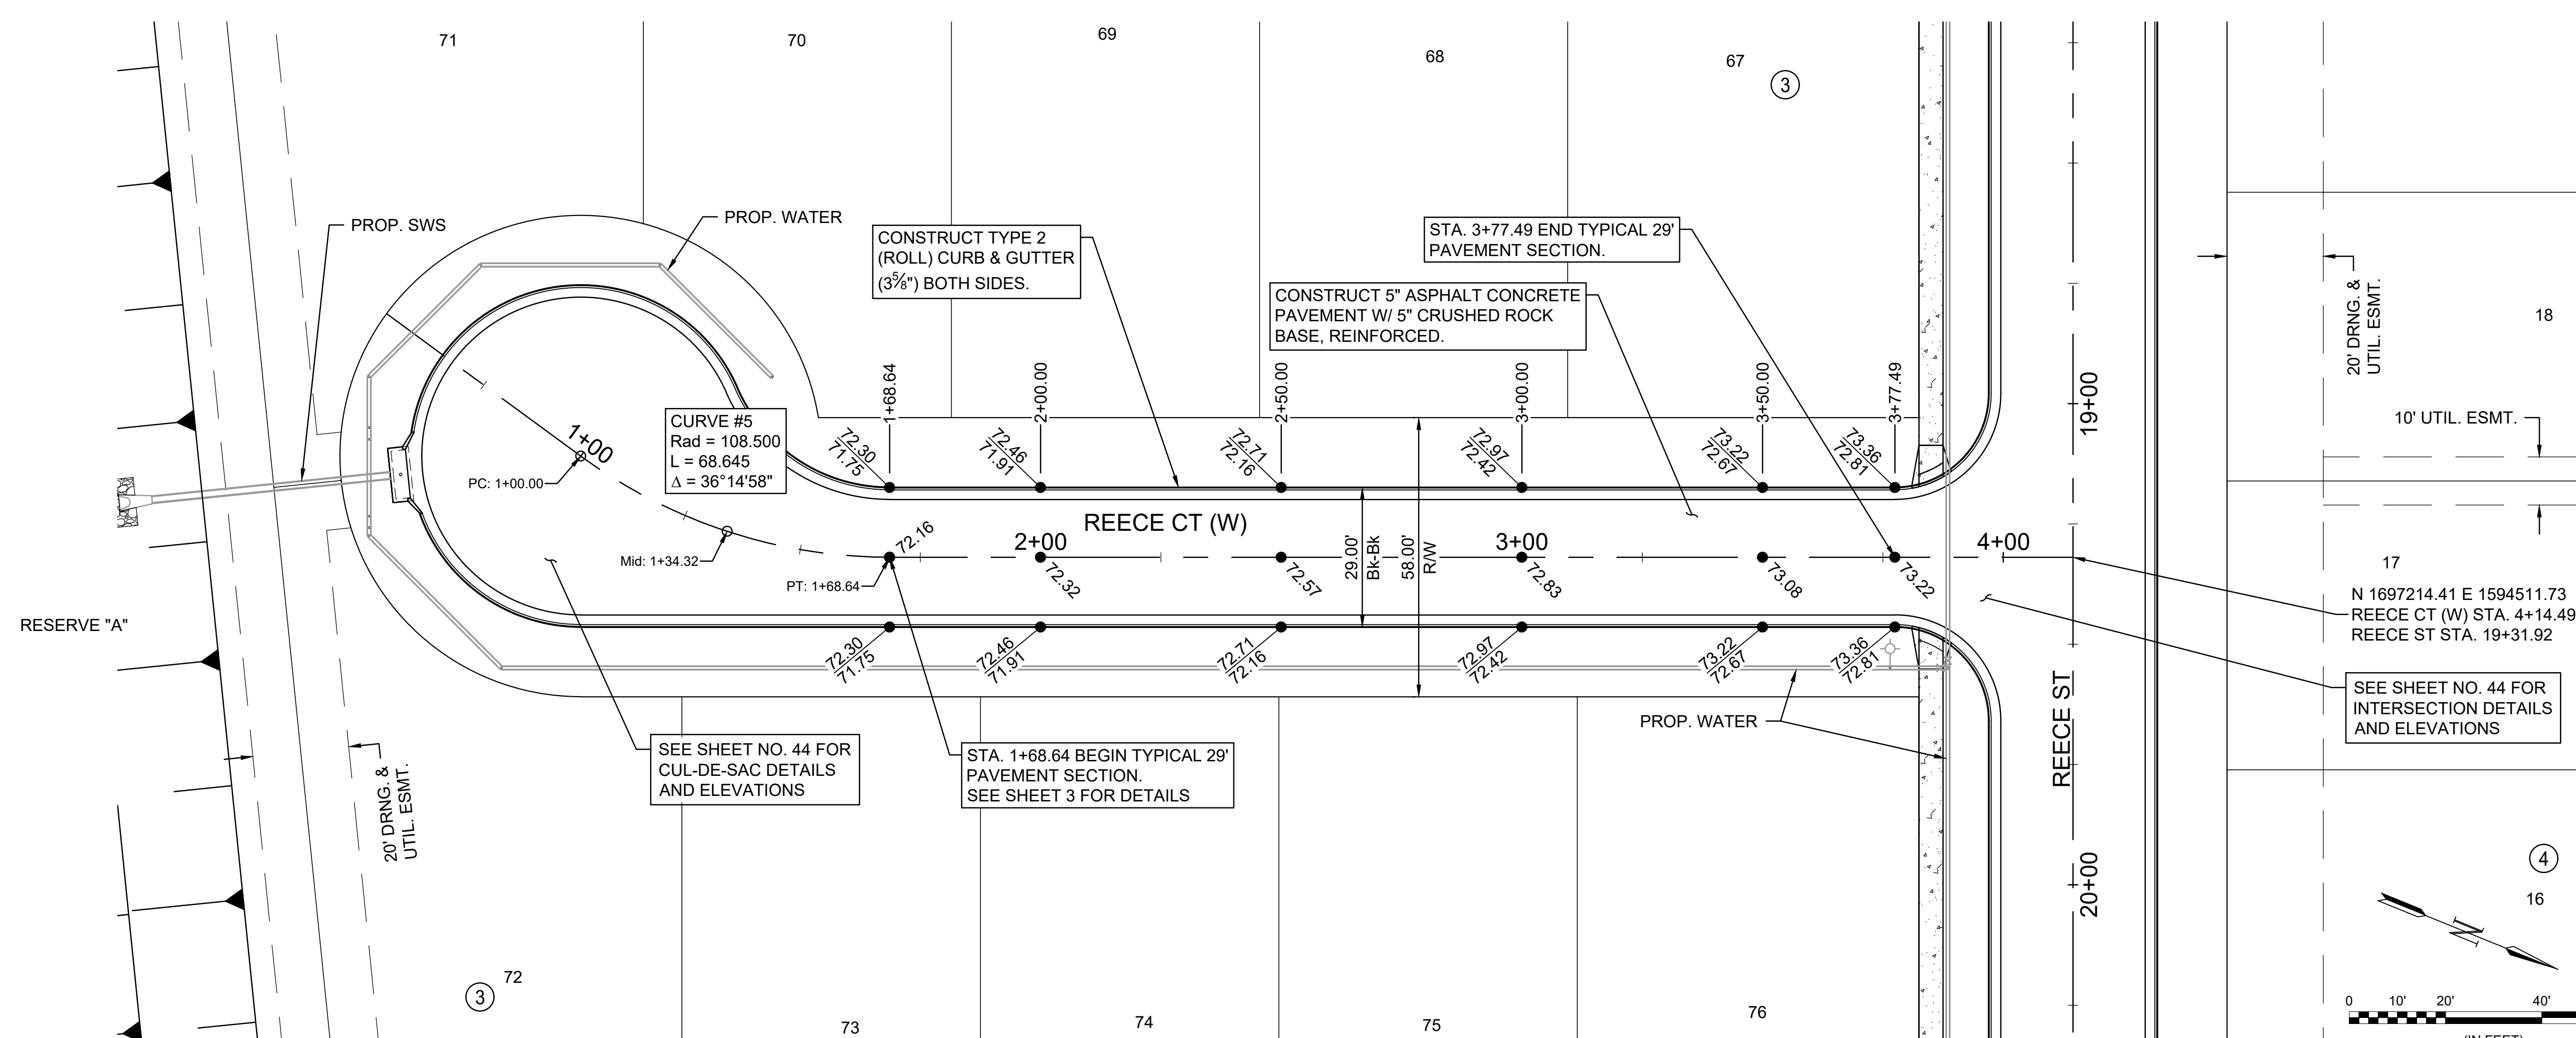 71
70
69
68
67
3
PROP. SWS
PROP. WATER
CONSTRUCT TYPE 2
(ROLL) CURB & GUTTER
(3⅝") BOTH SIDES.
STA. 3+77.49 END TYPICAL 29'
PAVEMENT SECTION.
CONSTRUCT 5" ASPHALT CONCRETE
PAVEMENT W/ 5" CRUSHED ROCK
BASE, REINFORCED.
20' DRNG. &
UTIL. ESMT.
18
10' UTIL. ESMT.
19+00
1+68.64
2+00.00
2+50.00
3+00.00
3+50.00
3+77.49
CURVE #5
Rad = 108.500
L = 68.645
Δ = 36°14'58"
72.30
71.75
72.46
71.91
72.71
72.16
72.97
72.42
73.22
72.67
73.36
72.81
1+00
PC: 1+00.00
Mid: 1+34.32
PT: 1+68.64
REECE CT (W)
2+00
3+00
4+00
72.16
72.32
72.57
72.83
73.08
73.22
29.00'
Bk-Bk
58.00'
R/W
17
N 1697214.41 E 1594511.73
REECE CT (W) STA. 4+14.49
REECE ST STA. 19+31.92
RESERVE "A"
72.30
71.75
72.46
71.91
72.71
72.16
72.97
72.42
73.22
72.67
73.36
72.81
SEE SHEET NO. 44 FOR
INTERSECTION DETAILS
AND ELEVATIONS
PROP. WATER
REECE ST
SEE SHEET NO. 44 FOR
CUL-DE-SAC DETAILS
AND ELEVATIONS
STA. 1+68.64 BEGIN TYPICAL 29'
PAVEMENT SECTION.
SEE SHEET 3 FOR DETAILS
20' DRNG. &
UTIL. ESMT.
20+00
4
16
N
72
3
73
74
75
76
0 10' 20' 40'
(IN FEET)